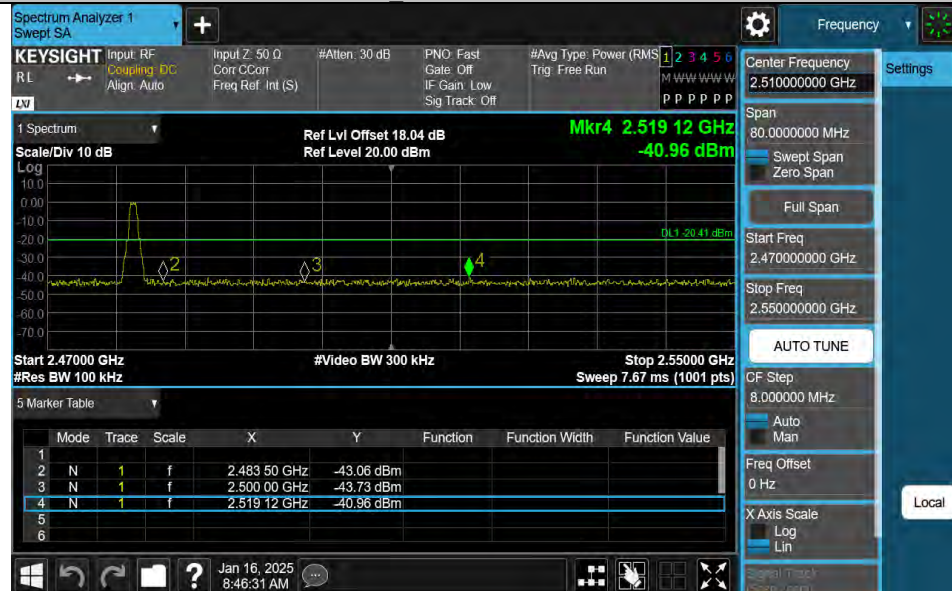 Spectrum Analyzer 1
Swept SA
+
Frequency
KEYSIGHT
RL
LXI
Input: RF
Coupling: DC
Align: Auto
Input Z: 50 Ω
Corr CCorr
Freq Ref: Int (S)
#Atten: 30 dB
PNO: Fast
Gate: Off
IF Gain: Low
Sig Track: Off
#Avg Type: Power (RMS
Trig: Free Run
1 2 3 4 5 6
M W W W W W
P P P P P P
1 Spectrum
Scale/Div 10 dB
Ref Lvl Offset 18.04 dB
Ref Level 20.00 dBm
Mkr4 2.519 12 GHz
-40.96 dBm
Log
10.0
0.00
-10.0
-20.0
-30.0
-40.0
-50.0
-60.0
-70.0
DL1 -20.41 dBm
2
3
4
Start 2.47000 GHz
#Res BW 100 kHz
#Video BW 300 kHz
Stop 2.55000 GHz
Sweep 7.67 ms (1001 pts)
5 Marker Table
Mode Trace Scale X Y Function Function Width Function Value
1
2 N 1 f 2.483 50 GHz -43.06 dBm
3 N 1 f 2.500 00 GHz -43.73 dBm
4 N 1 f 2.519 12 GHz -40.96 dBm
5
6
?
Jan 16, 2025
8:46:31 AM
Center Frequency
2.510000000 GHz
Span
80.0000000 MHz
Swept Span
Zero Span
Full Span
Start Freq
2.470000000 GHz
Stop Freq
2.550000000 GHz
AUTO TUNE
CF Step
8.000000 MHz
Auto
Man
Freq Offset
0 Hz
X Axis Scale
Log
Lin
Signal Track
Settings
Local